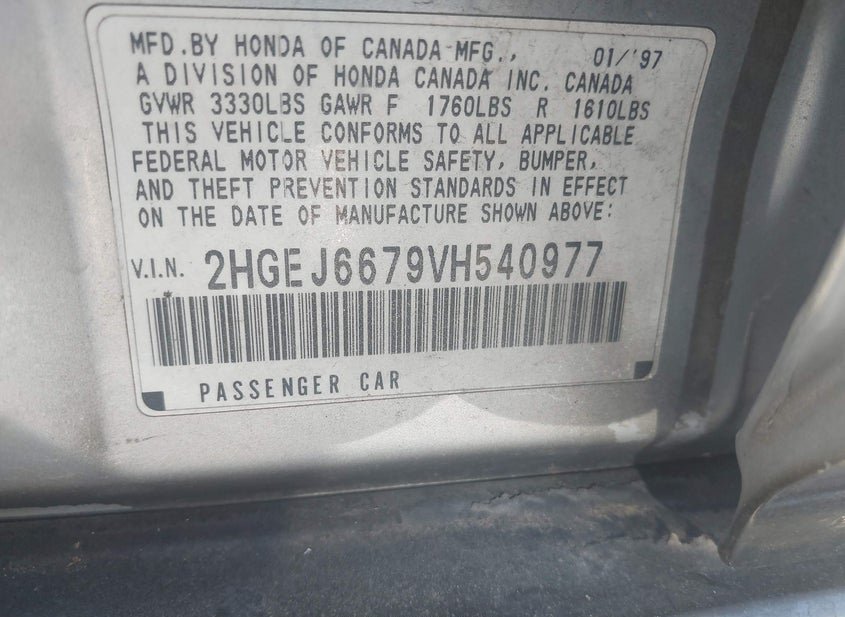 MFD.BY HONDA OF CANADA MFG., 01/'97
A DIVISION OF HONDA CANADA INC. CANADA
GVWR 3330LBS GAWR F 1760LBS R 1610LBS
THIS VEHICLE CONFORMS TO ALL APPLICABLE
FEDERAL MOTOR VEHICLE SAFETY, BUMPER,
AND THEFT PREVENTION STANDARDS IN EFFECT
ON THE DATE OF MANUFACTURE SHOWN ABOVE:
V.I.N. 2HGEJ6679VH540977
PASSENGER CAR